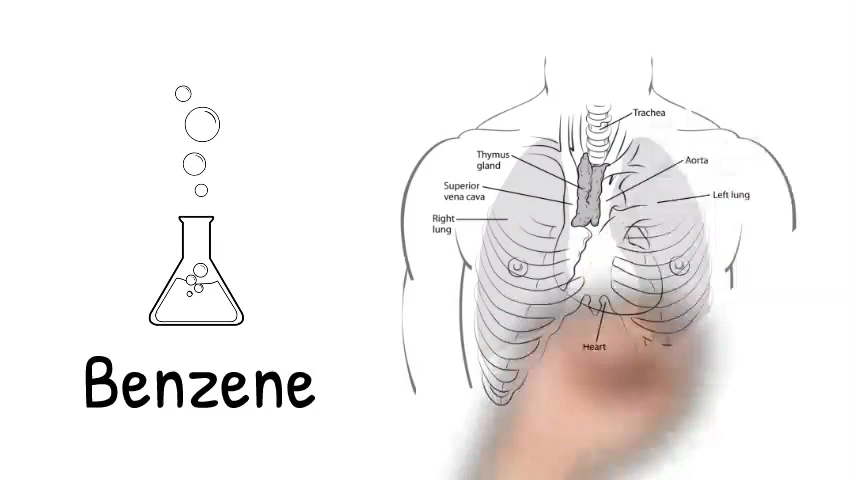 Trachea
Thymus
gland
Aorta
Superior
vena cava
Left lung
Right
lung
Heart
Benzene